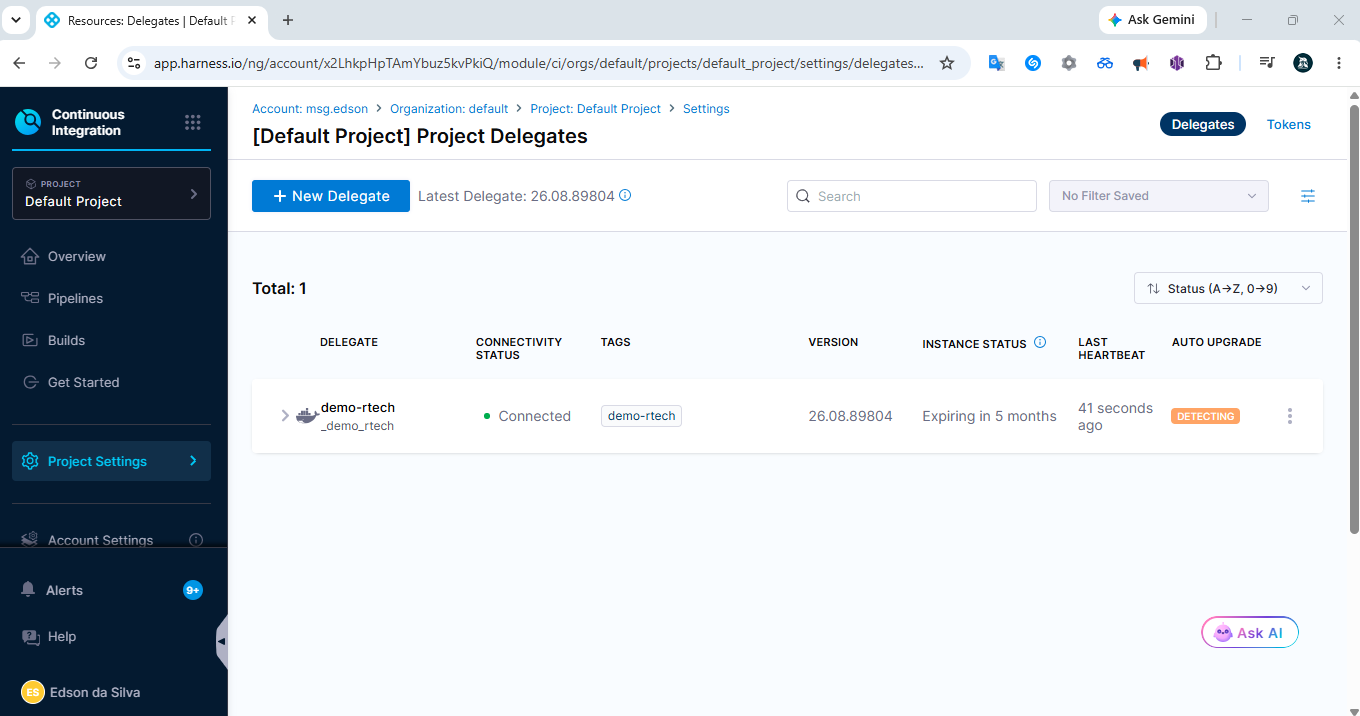 Resources: Delegates | Default P
Ask Gemini
app.harness.io/ng/account/x2LhkpHpTAmYbuz5kvPkiQ/module/ci/orgs/default/projects/default_project/settings/delegates...
Continuous
Integration
PROJECT
Default Project
Overview
Pipelines
Builds
Get Started
Project Settings
Account Settings
Alerts
9+
Help
ES
Edson da Silva
Account: msg.edson > Organization: default > Project: Default Project > Settings
[Default Project] Project Delegates
Delegates
Tokens
+ New Delegate
Latest Delegate: 26.08.89804
Search
No Filter Saved
Total: 1
Status (A→Z, 0→9)
DELEGATE
CONNECTIVITY
STATUS
TAGS
VERSION
INSTANCE STATUS
LAST
HEARTBEAT
AUTO UPGRADE
demo-rtech
_demo_rtech
Connected
demo-rtech
26.08.89804
Expiring in 5 months
41 seconds
ago
DETECTING
Ask AI